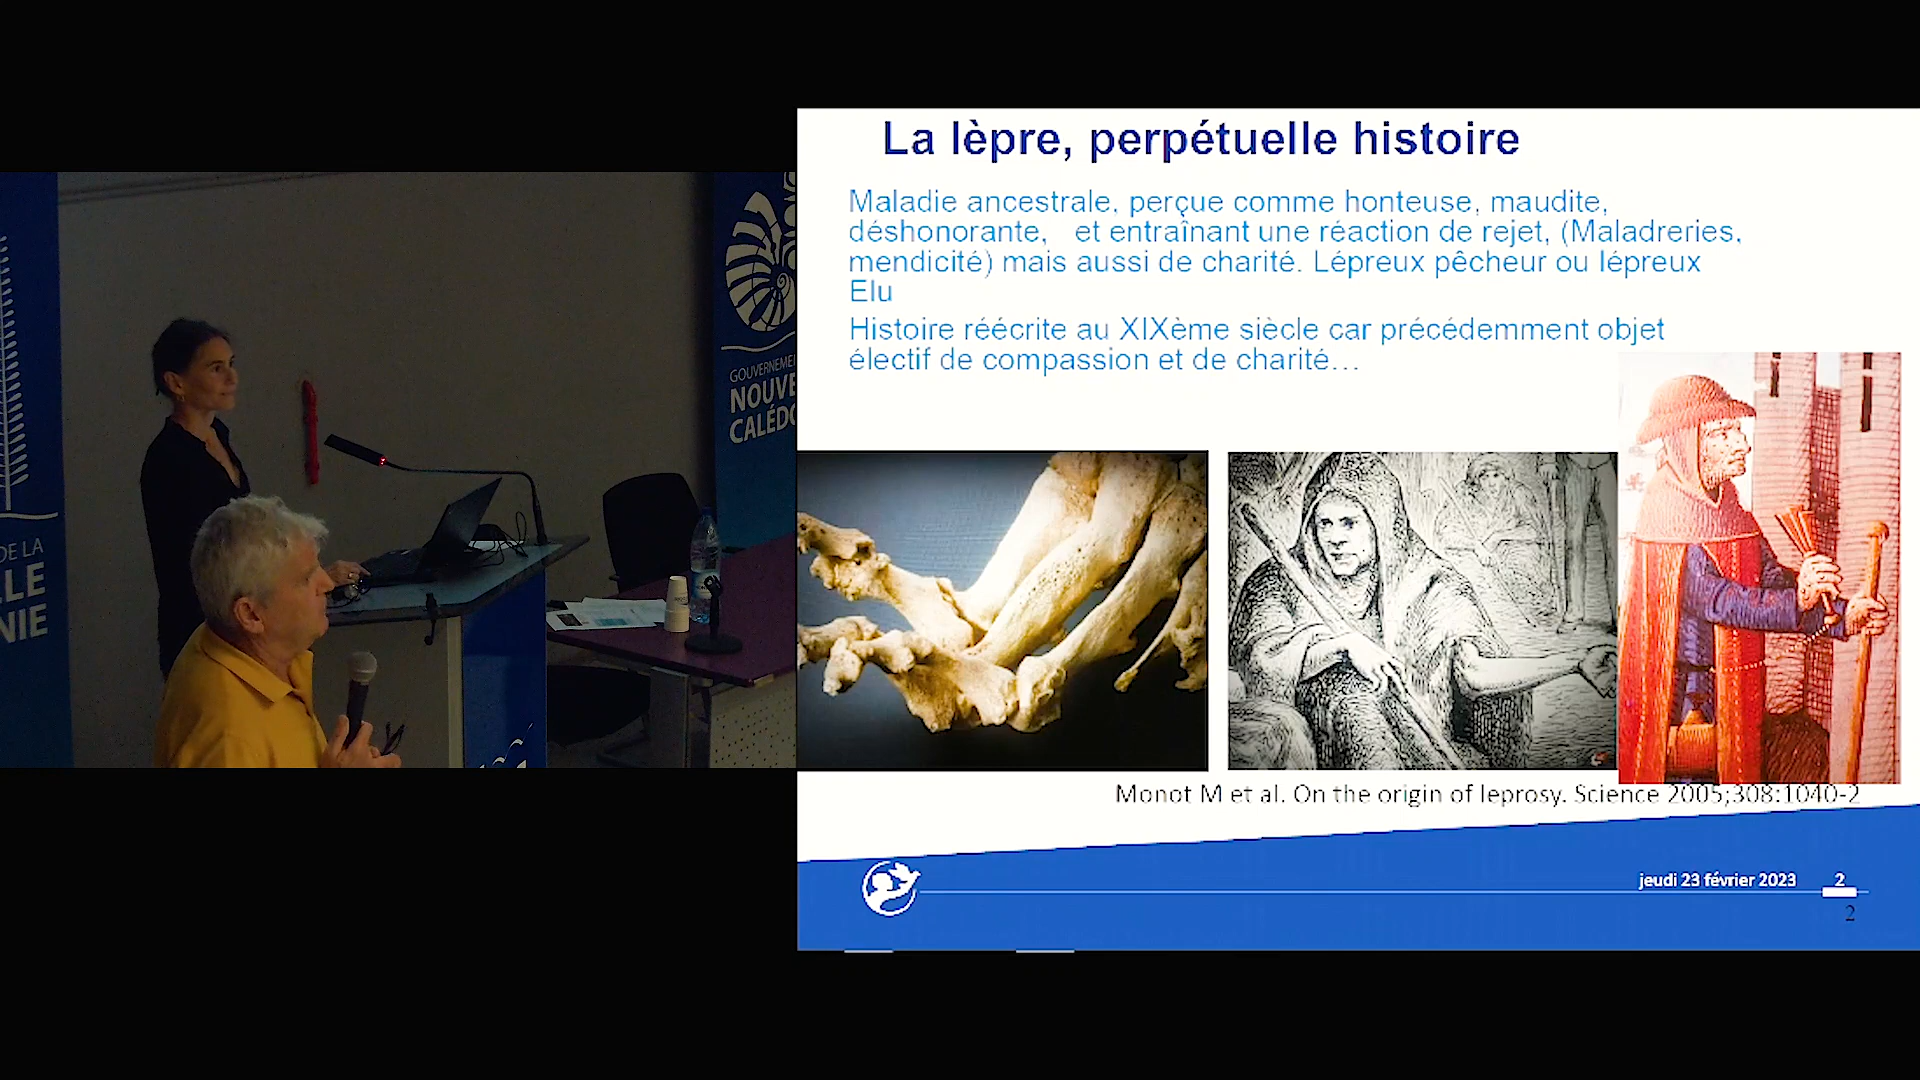 La lèpre, perpétuelle histoire
Maladie ancestrale, perçue comme honteuse, maudite,
déshonorante, et entraînant une réaction de rejet, (Maladreries,
mendicité) mais aussi de charité. Lépreux pêcheur ou lépreux
Elu
Histoire réécrite au XIXème siècle car précédemment objet
électif de compassion et de charité...
Monot M et al. On the origin of leprosy. Science 2005;308:1040-2
jeudi 23 février 2023
2
2
DE LA
LLE
NIE
GOUVERNEME
NOUVE
CALÉDO